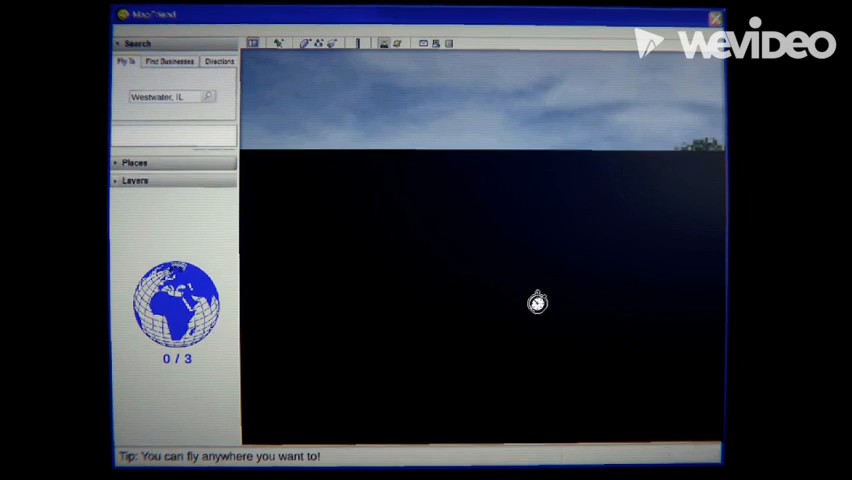 MapFriend
WEVIDEO
Search
Fly To Find Businesses Directions
Westwater, IL
Places
Layers
0 / 3
Tip: You can fly anywhere you want to!